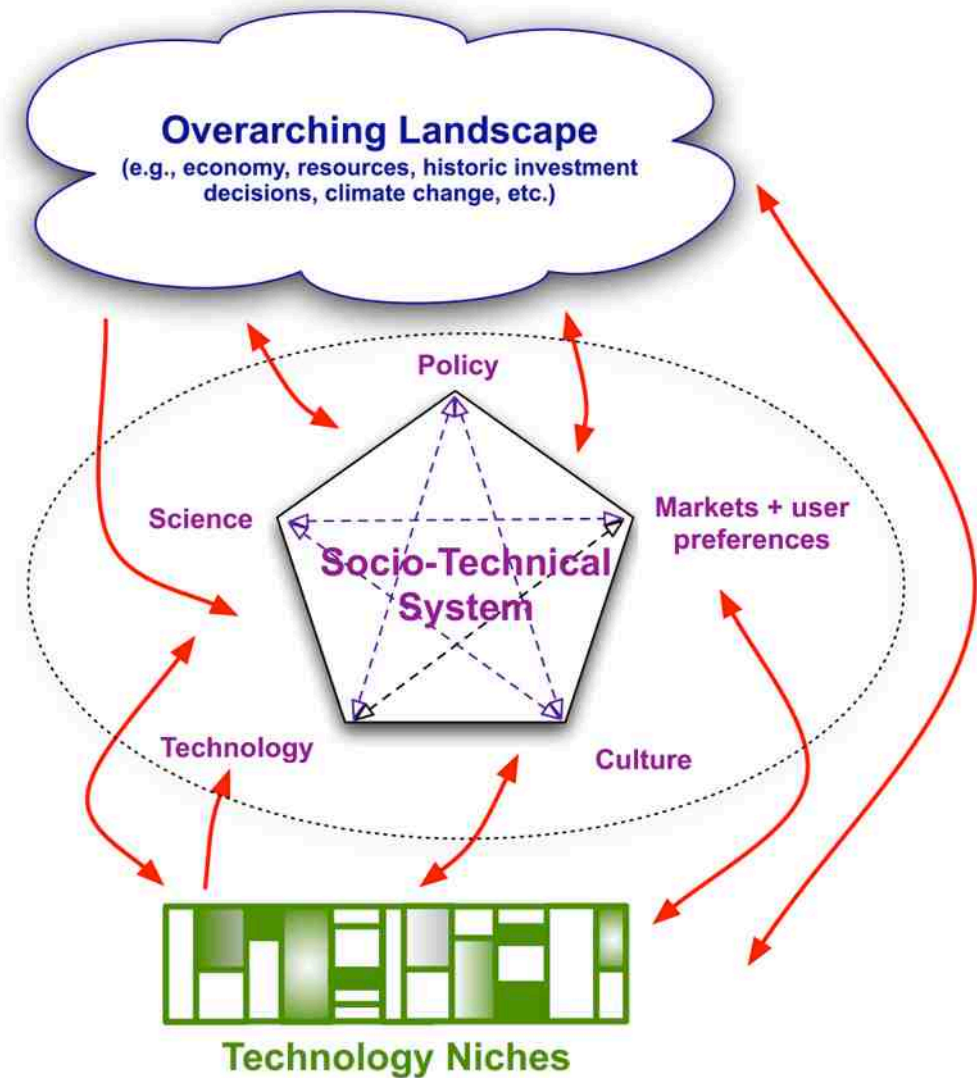 Overarching Landscape
(e.g., economy, resources, historic investment
decisions, climate change, etc.)
Policy
Science
Markets + user
preferences
Socio-Technical
System
Technology
Culture
Technology Niches